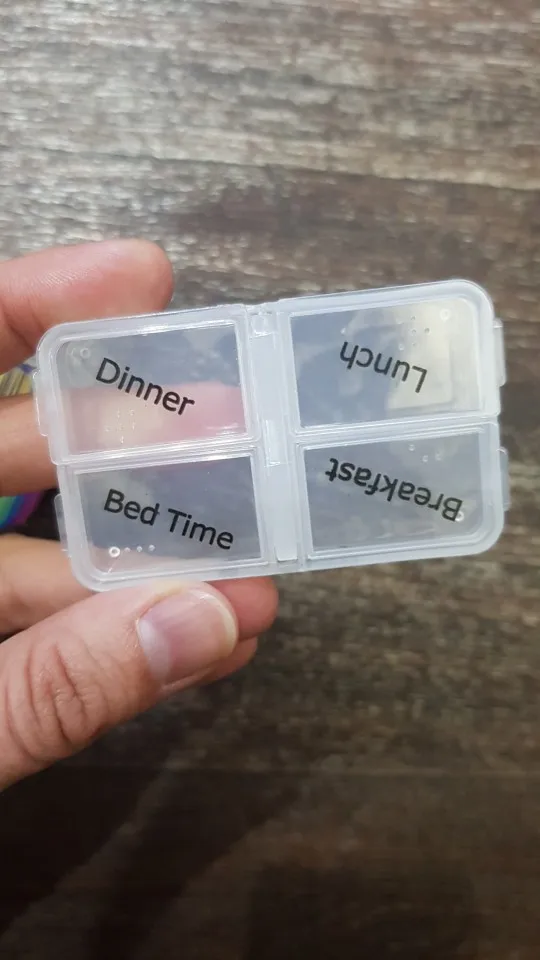 Dinner
Lunch
Bed Time
Breakfast